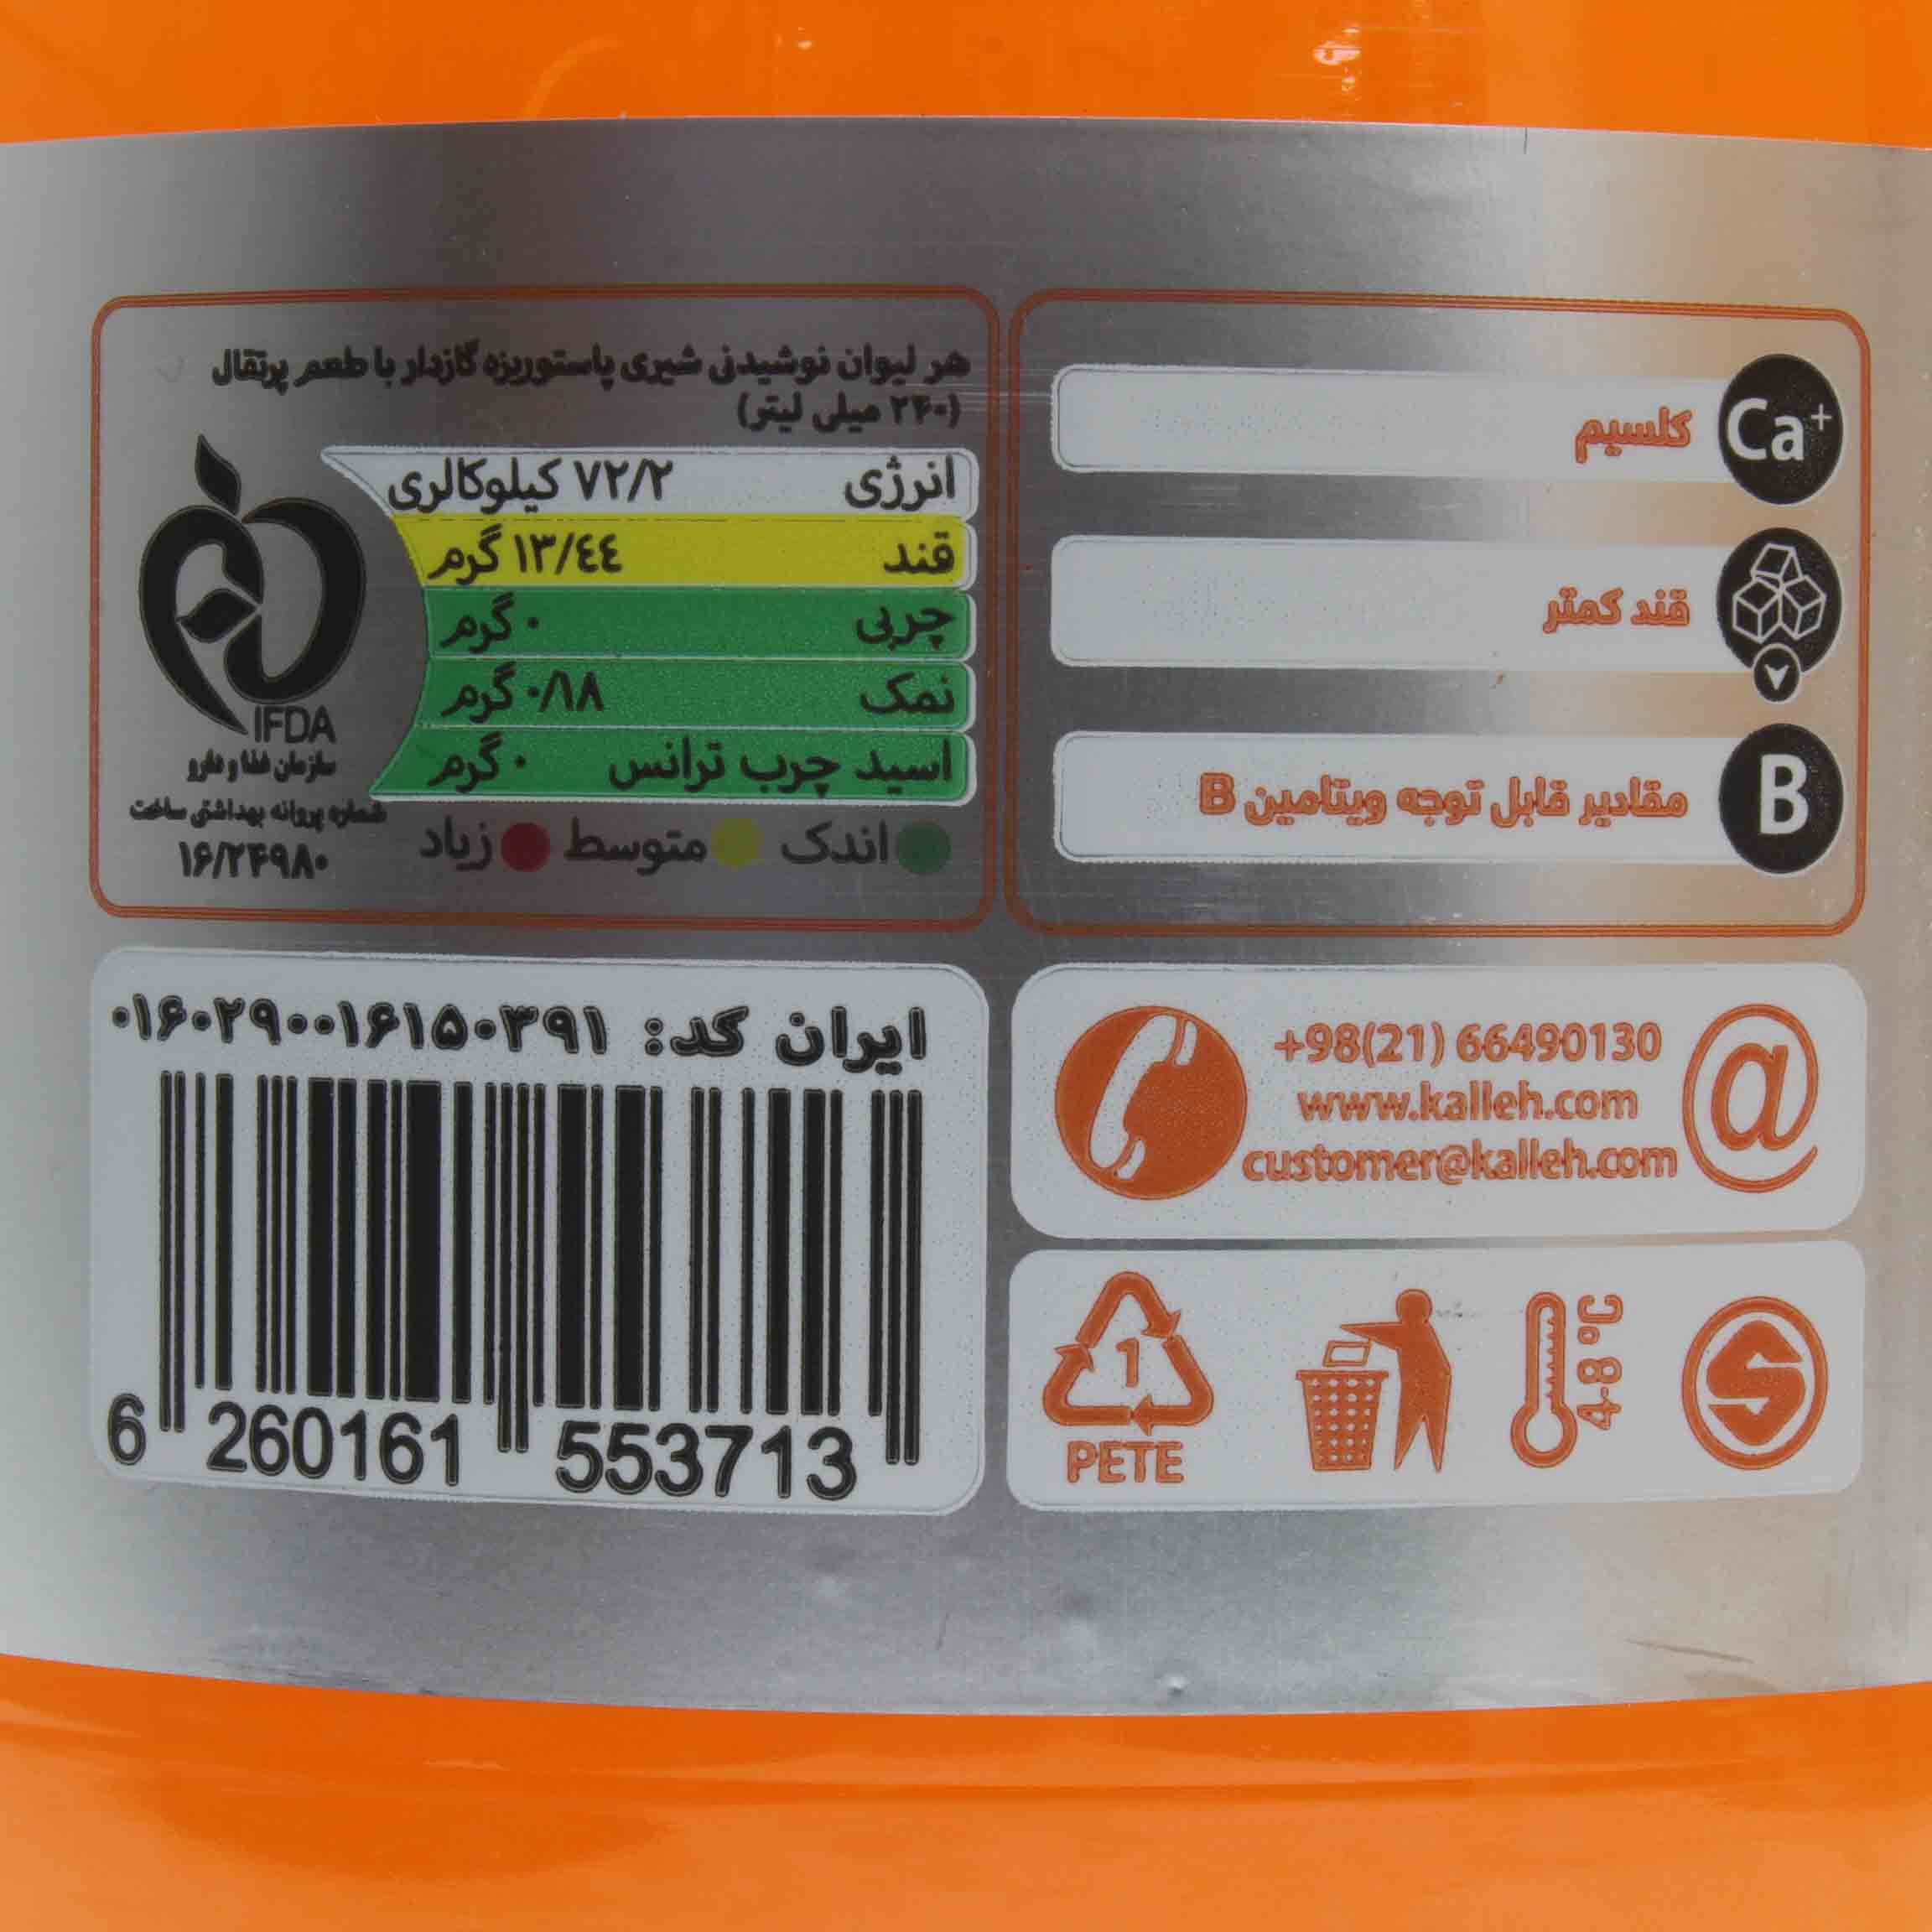 هر لیوان نوشیدنی شیری پاستوریزه گازدار با طعم پرتقال
(۲۴۰ میلی لیتر)
انرژی ۷۲/۲ کیلوکالری
قند ۱۳/٤٤ گرم
چربی ۰ گرم
نمک ۰/۱۸ گرم
اسید چرب ترانس ۰ گرم
اندک متوسط زیاد
IFDA
سازمان غذا و دارو
شماره پروانه بهداشتی ساخت
۱۶/۲۴۹۸۰
Ca+ کلسیم
قند کمتر
B مقادیر قابل توجه ویتامین B
ایران کد: ۰۱۶۰۲۹۰۰۱۶۱۵۰۳۹۱
6 260161 553713
+98(21) 66490130
www.kalleh.com
customer@kalleh.com
@
1
PETE
4-8°C